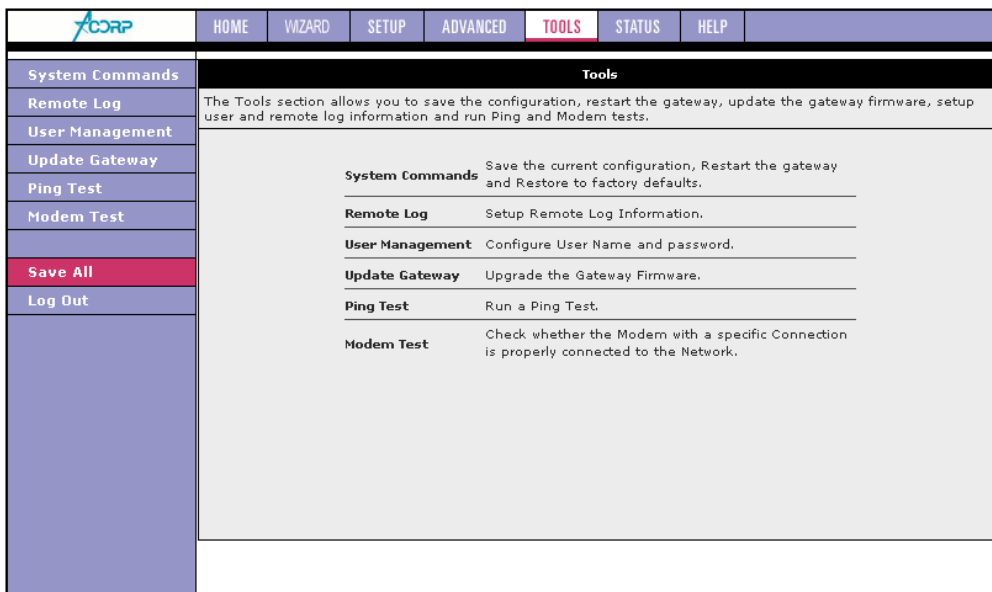 ACORP
HOME WIZARD SETUP ADVANCED TOOLS STATUS HELP
System Commands
Remote Log
User Management
Update Gateway
Ping Test
Modem Test
Save All
Log Out
Tools
The Tools section allows you to save the configuration, restart the gateway, update the gateway firmware, setup
user and remote log information and run Ping and Modem tests.
System Commands Save the current configuration, Restart the gateway
and Restore to factory defaults.
Remote Log Setup Remote Log Information.
User Management Configure User Name and password.
Update Gateway Upgrade the Gateway Firmware.
Ping Test Run a Ping Test.
Modem Test Check whether the Modem with a specific Connection
is properly connected to the Network.